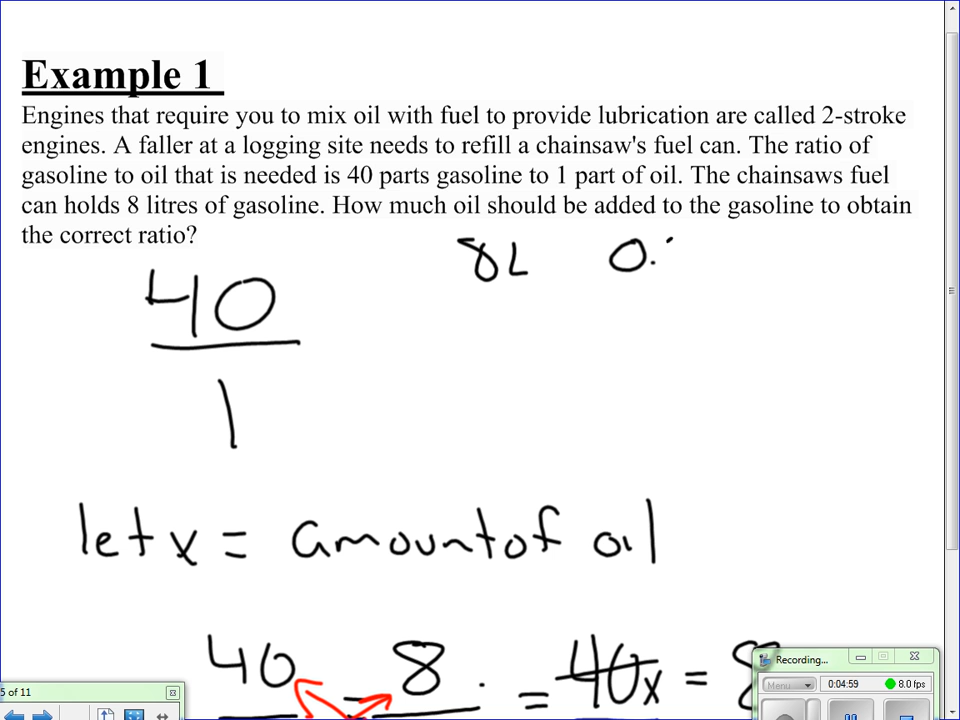 Example 1
Engines that require you to mix oil with fuel to provide lubrication are called 2-stroke
engines. A faller at a logging site needs to refill a chainsaw's fuel can. The ratio of
gasoline to oil that is needed is 40 parts gasoline to 1 part of oil. The chainsaws fuel
can holds 8 litres of gasoline. How much oil should be added to the gasoline to obtain
the correct ratio?
8L 0.
40
1
let x = amount of oil
40 = 8 = 40x = 8
Recording...
Menu 0:04:59 8.0 fps
5 of 11